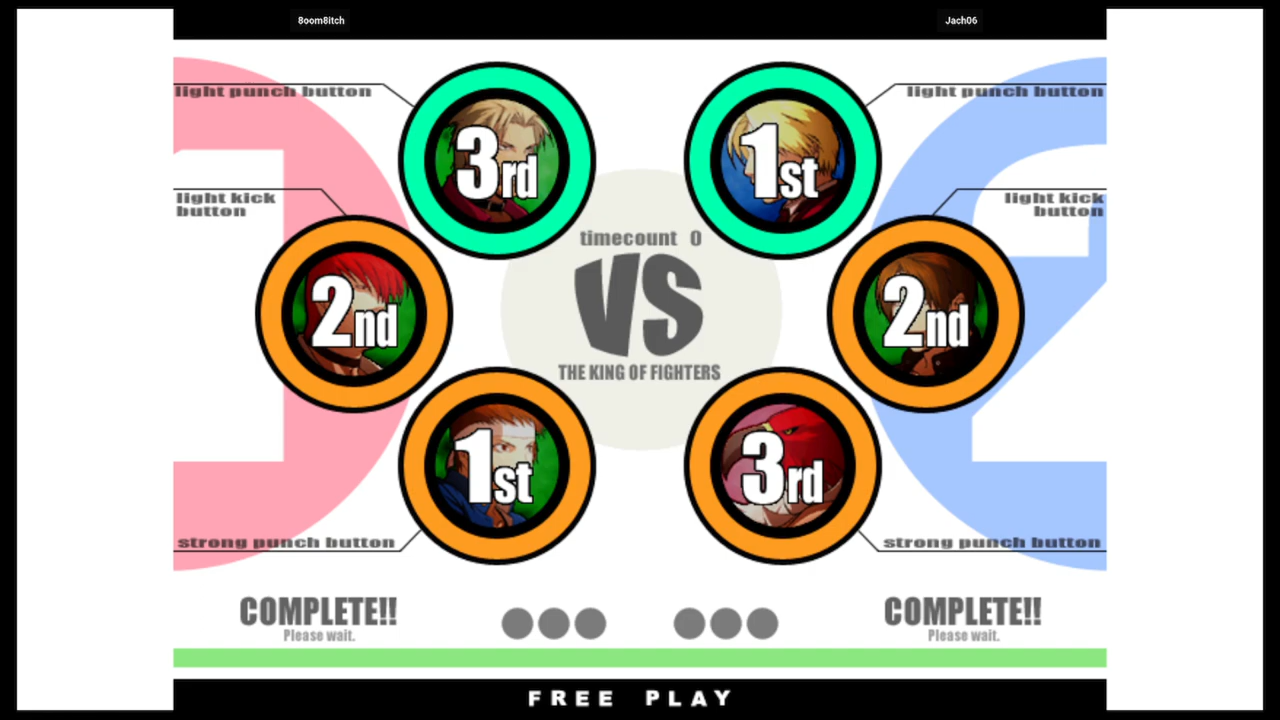 8oom8itch
Jach06
light punch button
3rd
1st
light punch button
light kick
button
light kick
button
timecount 0
2nd
VS
2nd
THE KING OF FIGHTERS
1st
3rd
strong punch button
strong punch button
COMPLETE!!
Please wait.
COMPLETE!!
Please wait.
FREE PLAY
1
2